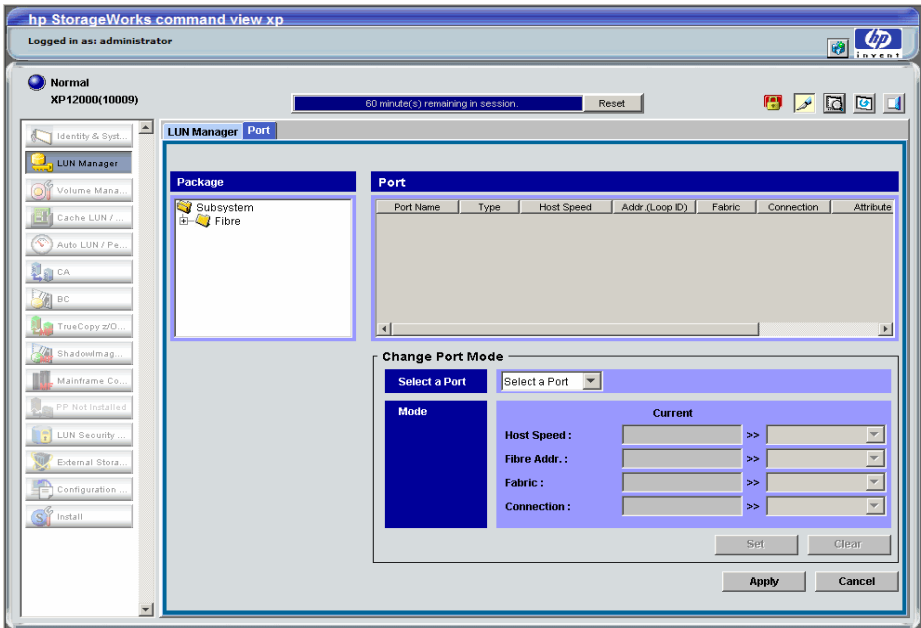 hp StorageWorks command view xp
Logged in as: administrator
hp
invent
Normal
XP12000(10009)
60 minute(s) remaining in session.
Reset
Identity & Syst...
LUN Manager
Volume Mana...
Cache LUN / ...
Auto LUN / Pe...
CA
BC
TrueCopy z/O...
ShadowImag...
Mainframe Co...
PP Not Installed
LUN Security ...
External Stora...
Configuration ...
Install
LUN Manager Port
Package
Subsystem
Fibre
Port
Port Name Type Host Speed Addr.(Loop ID) Fabric Connection Attribute
Change Port Mode
Select a Port Select a Port
Mode
Current
Host Speed : >>
Fibre Addr. : >>
Fabric : >>
Connection : >>
Set Clear
Apply Cancel